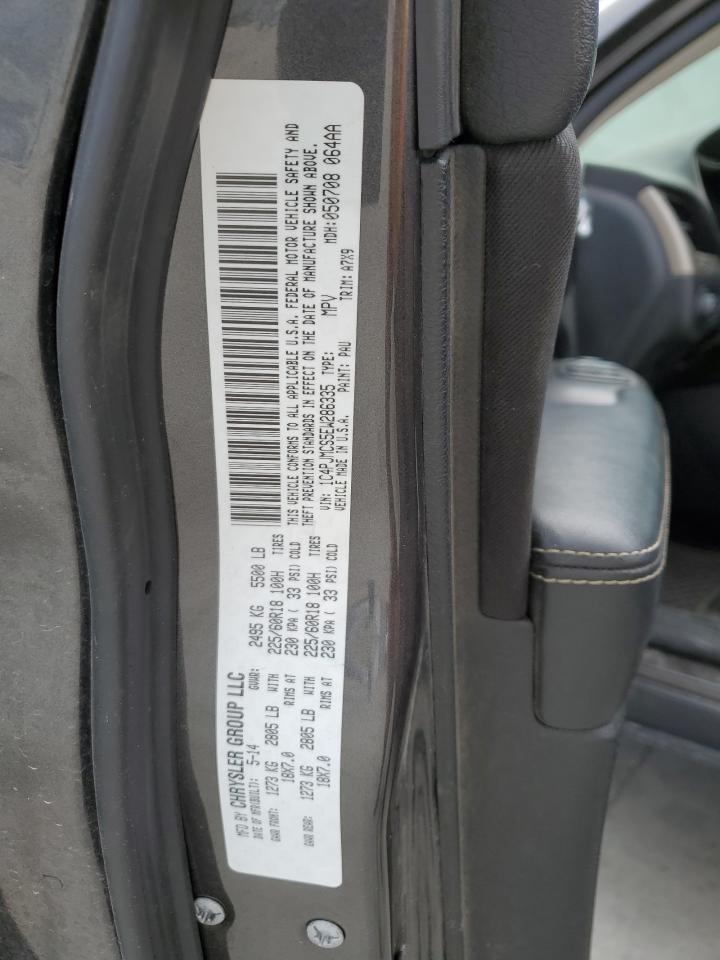 MFD BY CHRYSLER GROUP LLC
DATE OF MFR(BUILT): 5-14 GVWR: 2495 KG 5500 LB
GAWR FRONT: 1273 KG 2805 LB WITH 225/60R18 100H TIRES
18X7.0 RIMS AT 230 KPA ( 33 PSI) COLD
GAWR REAR: 1273 KG 2805 LB WITH 225/60R18 100H TIRES
18X7.0 RIMS AT 230 KPA ( 33 PSI) COLD
THIS VEHICLE CONFORMS TO ALL APPLICABLE U.S.A. FEDERAL MOTOR VEHICLE SAFETY AND
THEFT PREVENTION STANDARDS IN EFFECT ON THE DATE OF MANUFACTURE SHOWN ABOVE.
VIN: 1C4PJMCS5EW286335 TYPE: MPV MDH:050708 064AA
VEHICLE MADE IN U.S.A. PAINT: PAU TRIM: A7X9